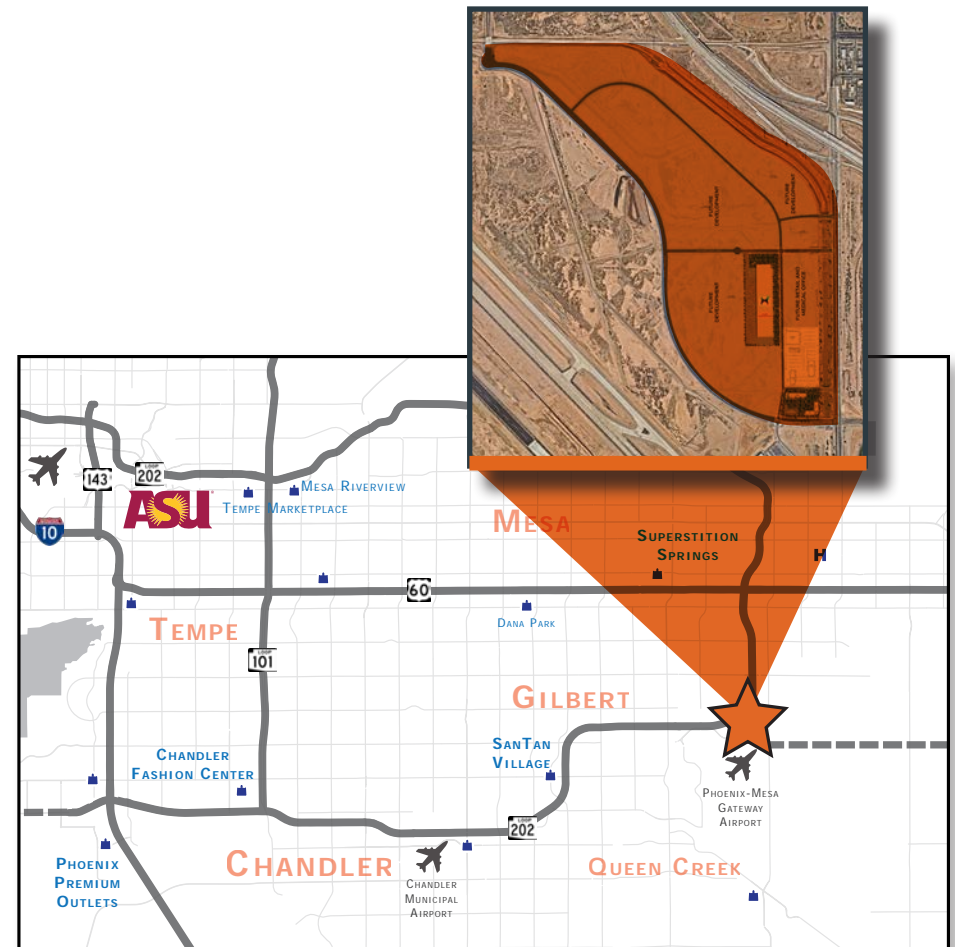 FUTURE
DEVELOPMENT
FUTURE
DEVELOPMENT
FUTURE
DEVELOPMENT
FUTURE RETAIL AND
MEDICAL OFFICE
143
LOOP
202
Mesa Riverview
Tempe Marketplace
ASU
10
Mesa
Superstition
Springs
H
60
Dana Park
Tempe
LOOP
101
Gilbert
SanTan
Village
Chandler
Fashion Center
Phoenix-Mesa
Gateway
Airport
LOOP
202
Phoenix
Premium
Outlets
Chandler
Chandler
Municipal
Airport
Queen Creek